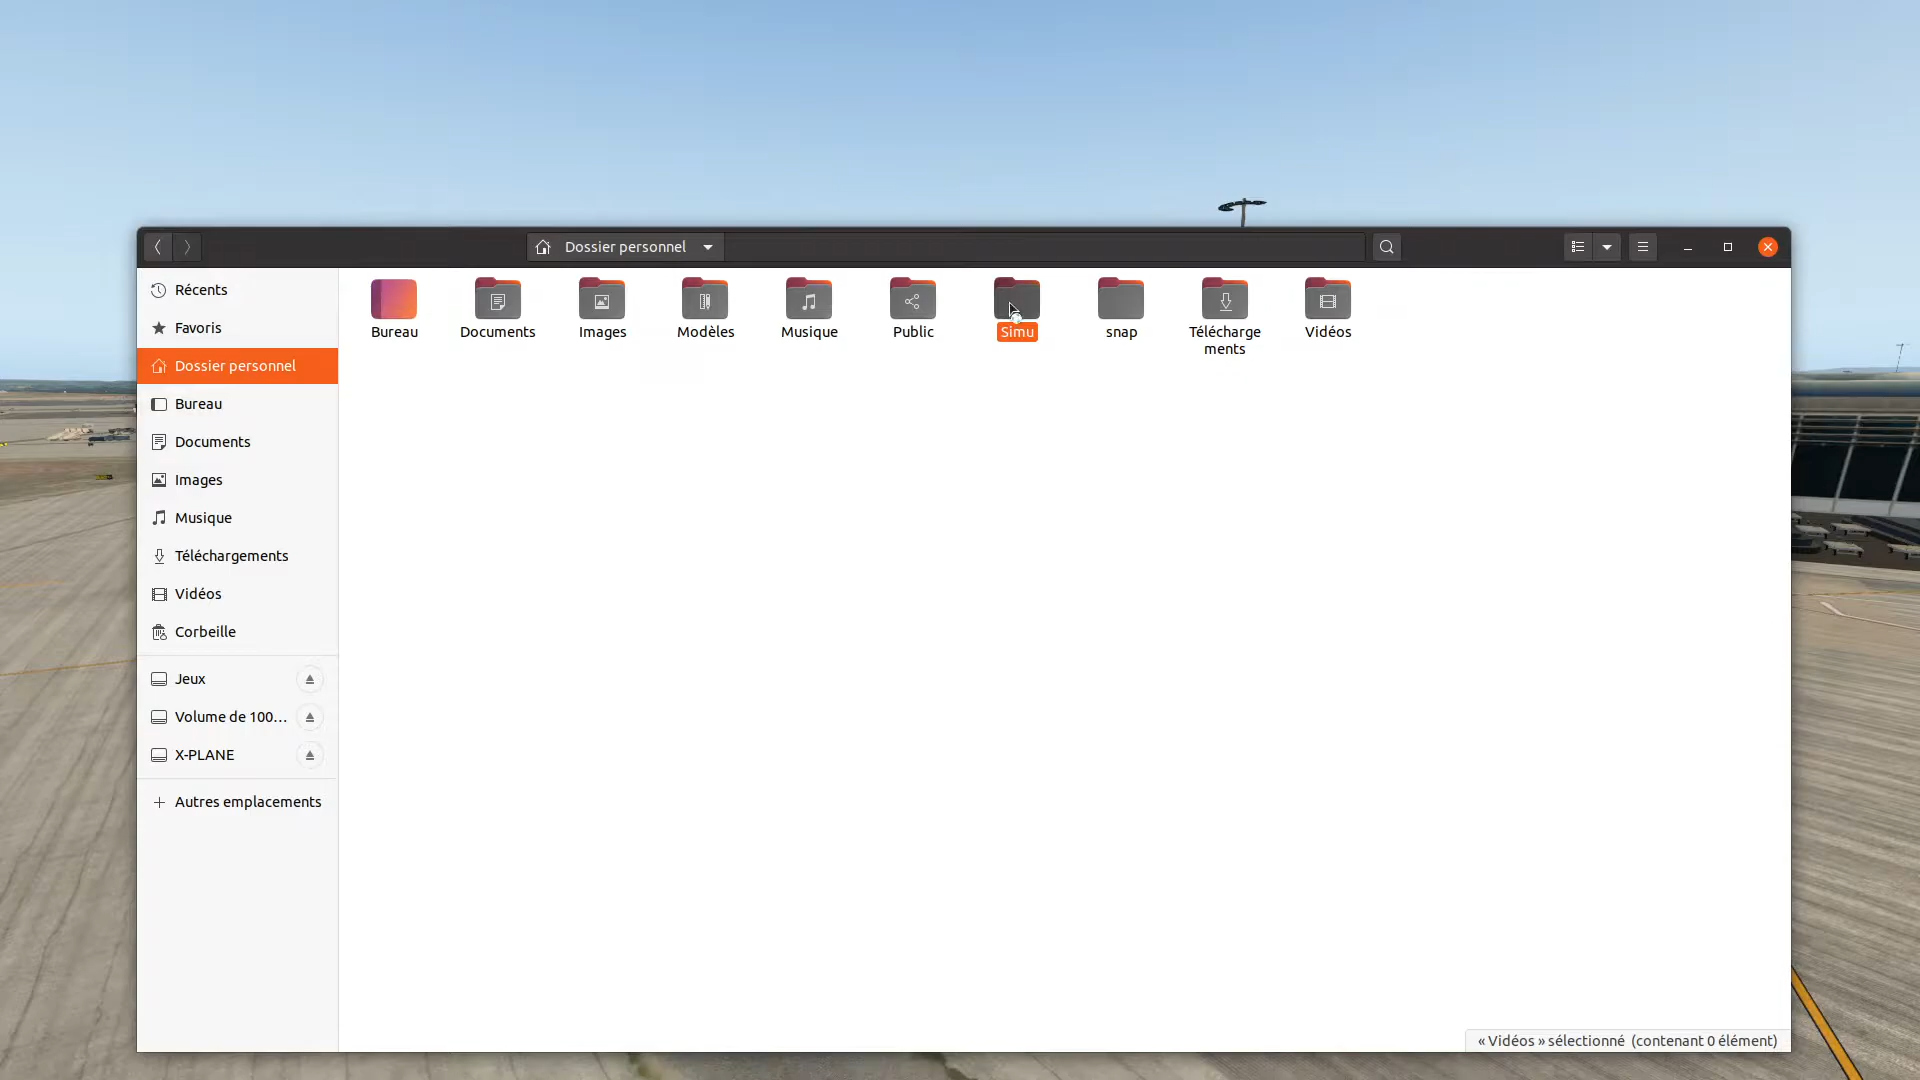 Dossier personnel
Récents
Favoris
Dossier personnel
Bureau
Documents
Images
Musique
Téléchargements
Vidéos
Corbeille
Jeux
Volume de 100…
X-PLANE
Autres emplacements
Bureau
Documents
Images
Modèles
Musique
Public
Simu
snap
Télécharge
ments
Vidéos
« Vidéos » sélectionné (contenant 0 élément)